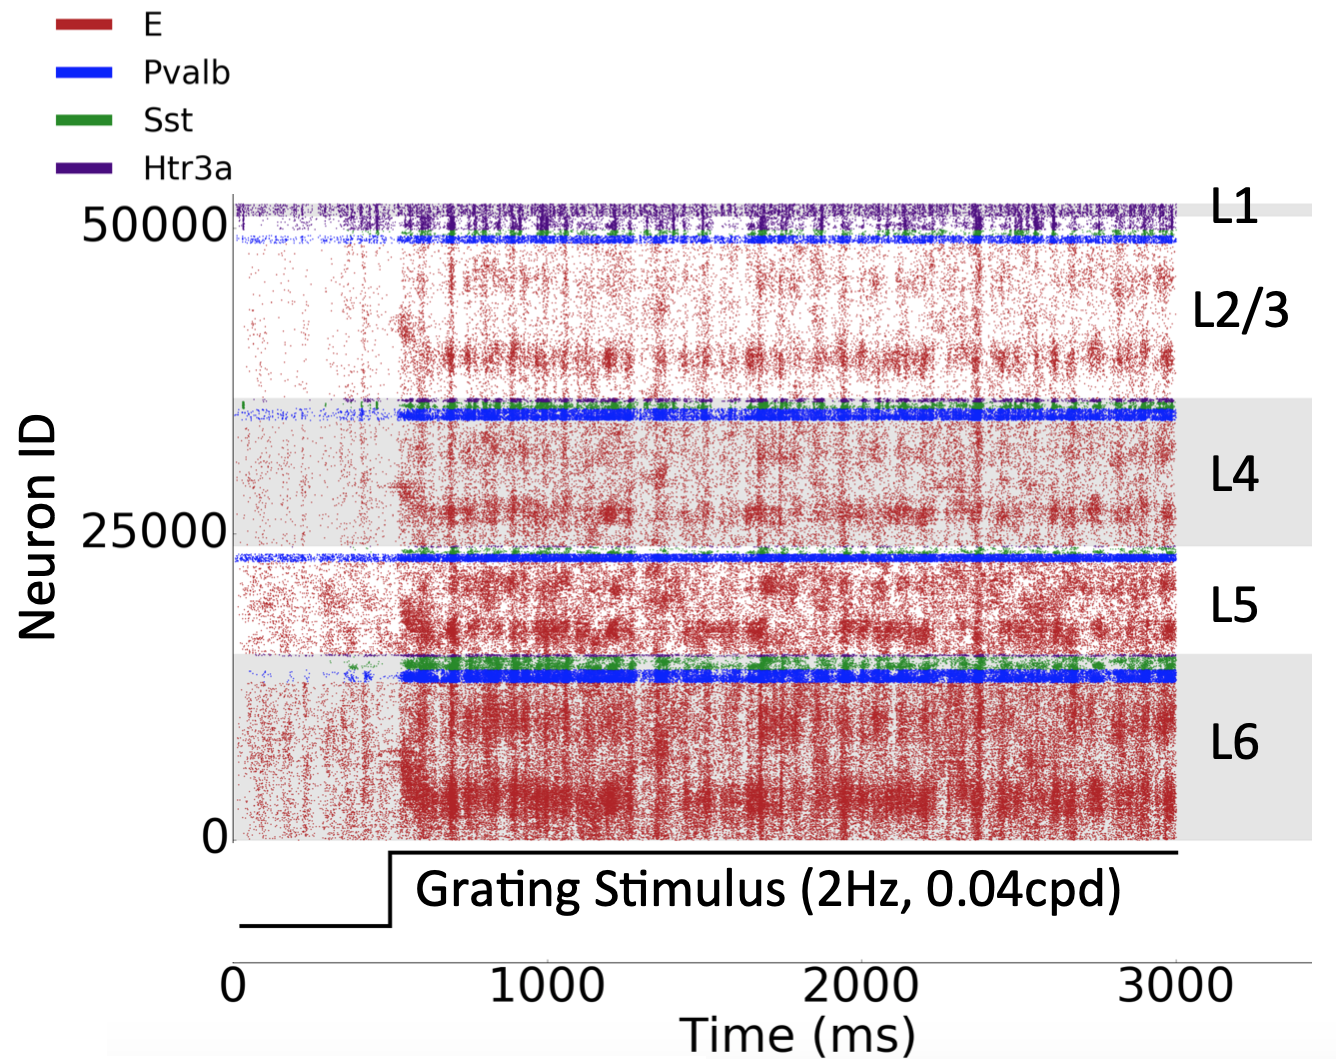 E
Pvalb
Sst
Htr3a
50000
25000
0
Neuron ID
L1
L2/3
L4
L5
L6
Grating Stimulus (2Hz, 0.04cpd)
0 1000 2000 3000
Time (ms)